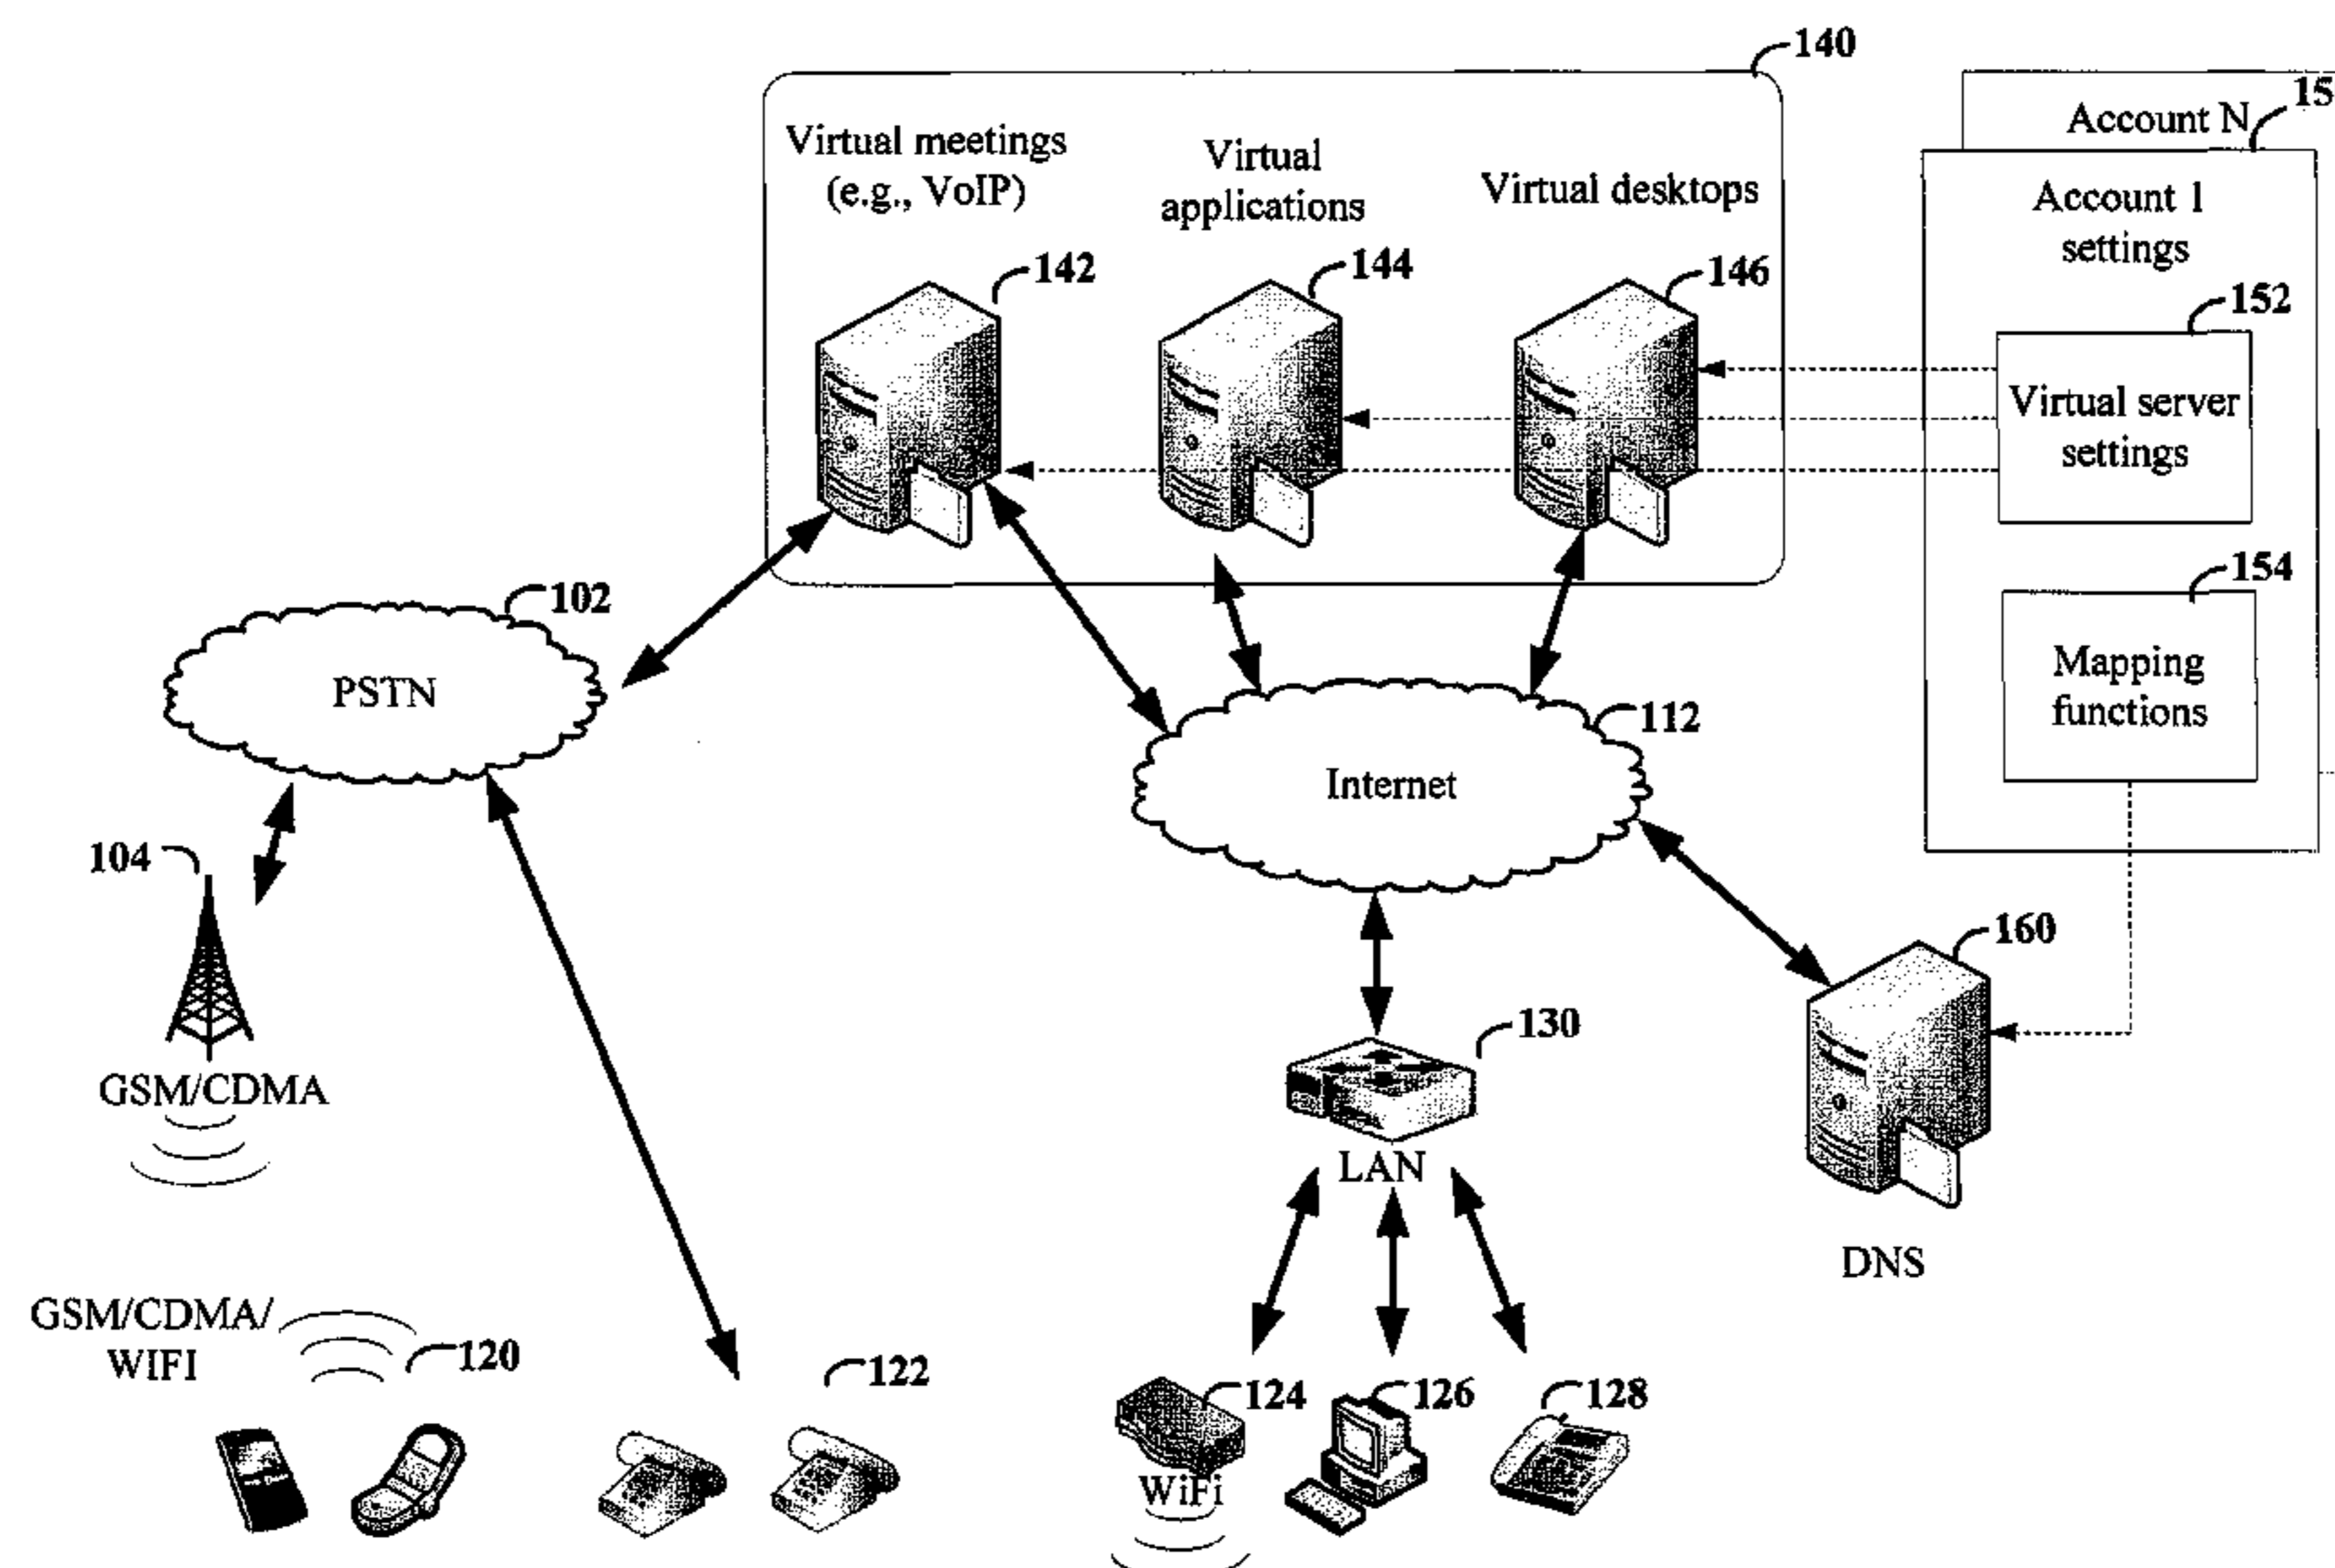 140
15
Account N
Virtual meetings
(e.g., VoIP)
Virtual
applications
Virtual desktops
Account 1
settings
142
144
146
152
Virtual server
settings
102
154
PSTN
Mapping
functions
112
Internet
104
160
130
GSM/CDMA
LAN
DNS
GSM/CDMA/
WIFI
120
122
124
126
128
WiFi